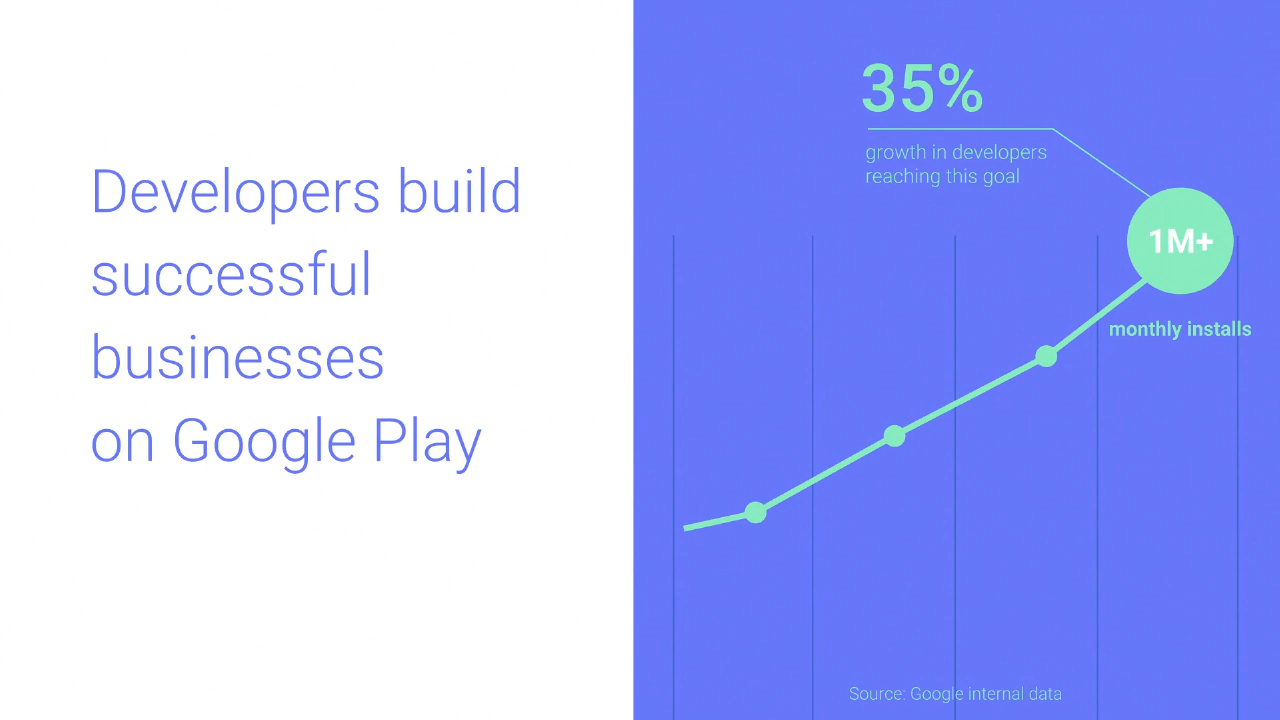 Developers build
successful
businesses
on Google Play
35%
growth in developers
reaching this goal
1M+
monthly installs
Source: Google internal data